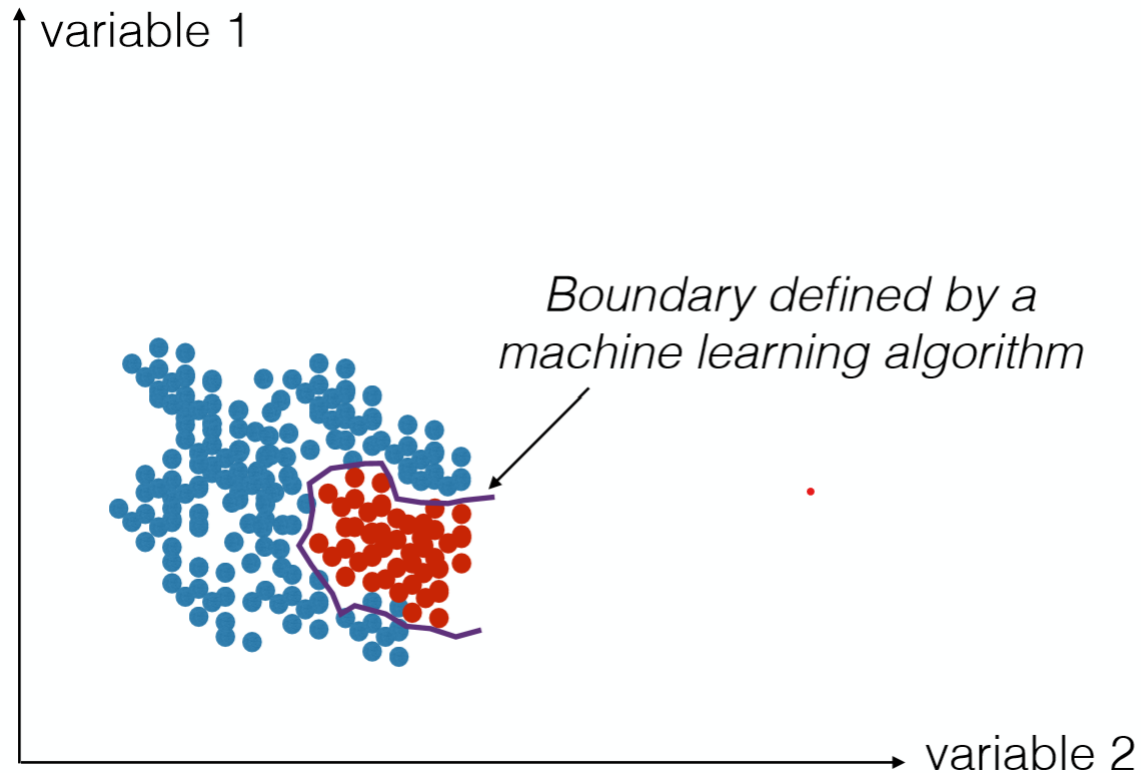 variable 1
Boundary defined by a
machine learning algorithm
variable 2